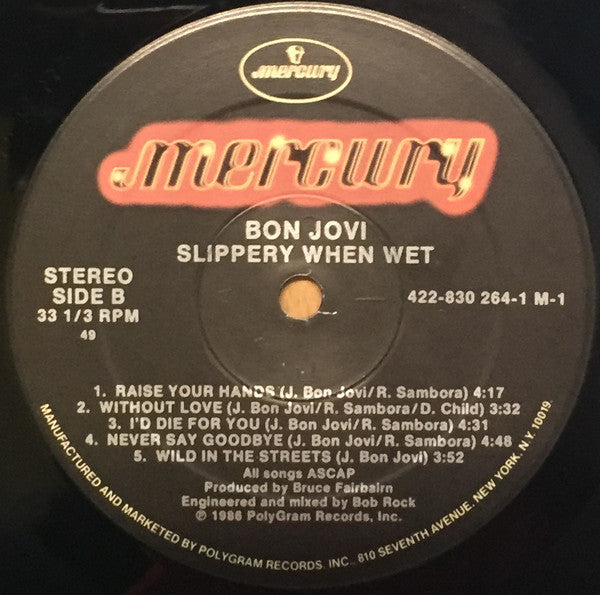 mercury
mercury
BON JOVI
SLIPPERY WHEN WET
STEREO
SIDE B
33 1/3 RPM
49
422-830 264-1 M-1
1. RAISE YOUR HANDS (J. Bon Jovi/R. Sambora) 4:17
2. WITHOUT LOVE (J. Bon Jovi/R. Sambora/D. Child) 3:32
3. I'D DIE FOR YOU (J. Bon Jovi/R. Sambora) 4:31
4. NEVER SAY GOODBYE (J. Bon Jovi/R. Sambora) 4:48
5. WILD IN THE STREETS (J. Bon Jovi) 3:52
All songs ASCAP
Produced by Bruce Fairbairn
Engineered and mixed by Bob Rock
℗ 1986 PolyGram Records, Inc.
MANUFACTURED AND MARKETED BY POLYGRAM RECORDS, INC., 810 SEVENTH AVENUE, NEW YORK, N.Y. 10019.